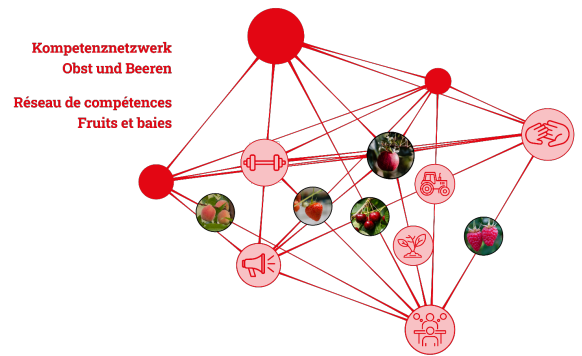 Kompetenznetzwerk
Obst und Beeren
Réseau de compétences
Fruits et baies